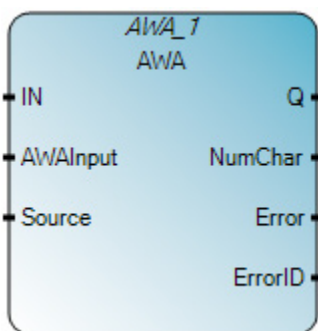 AWA_1
AWA
IN Q
AWAInput NumChar
Source Error
ErrorID